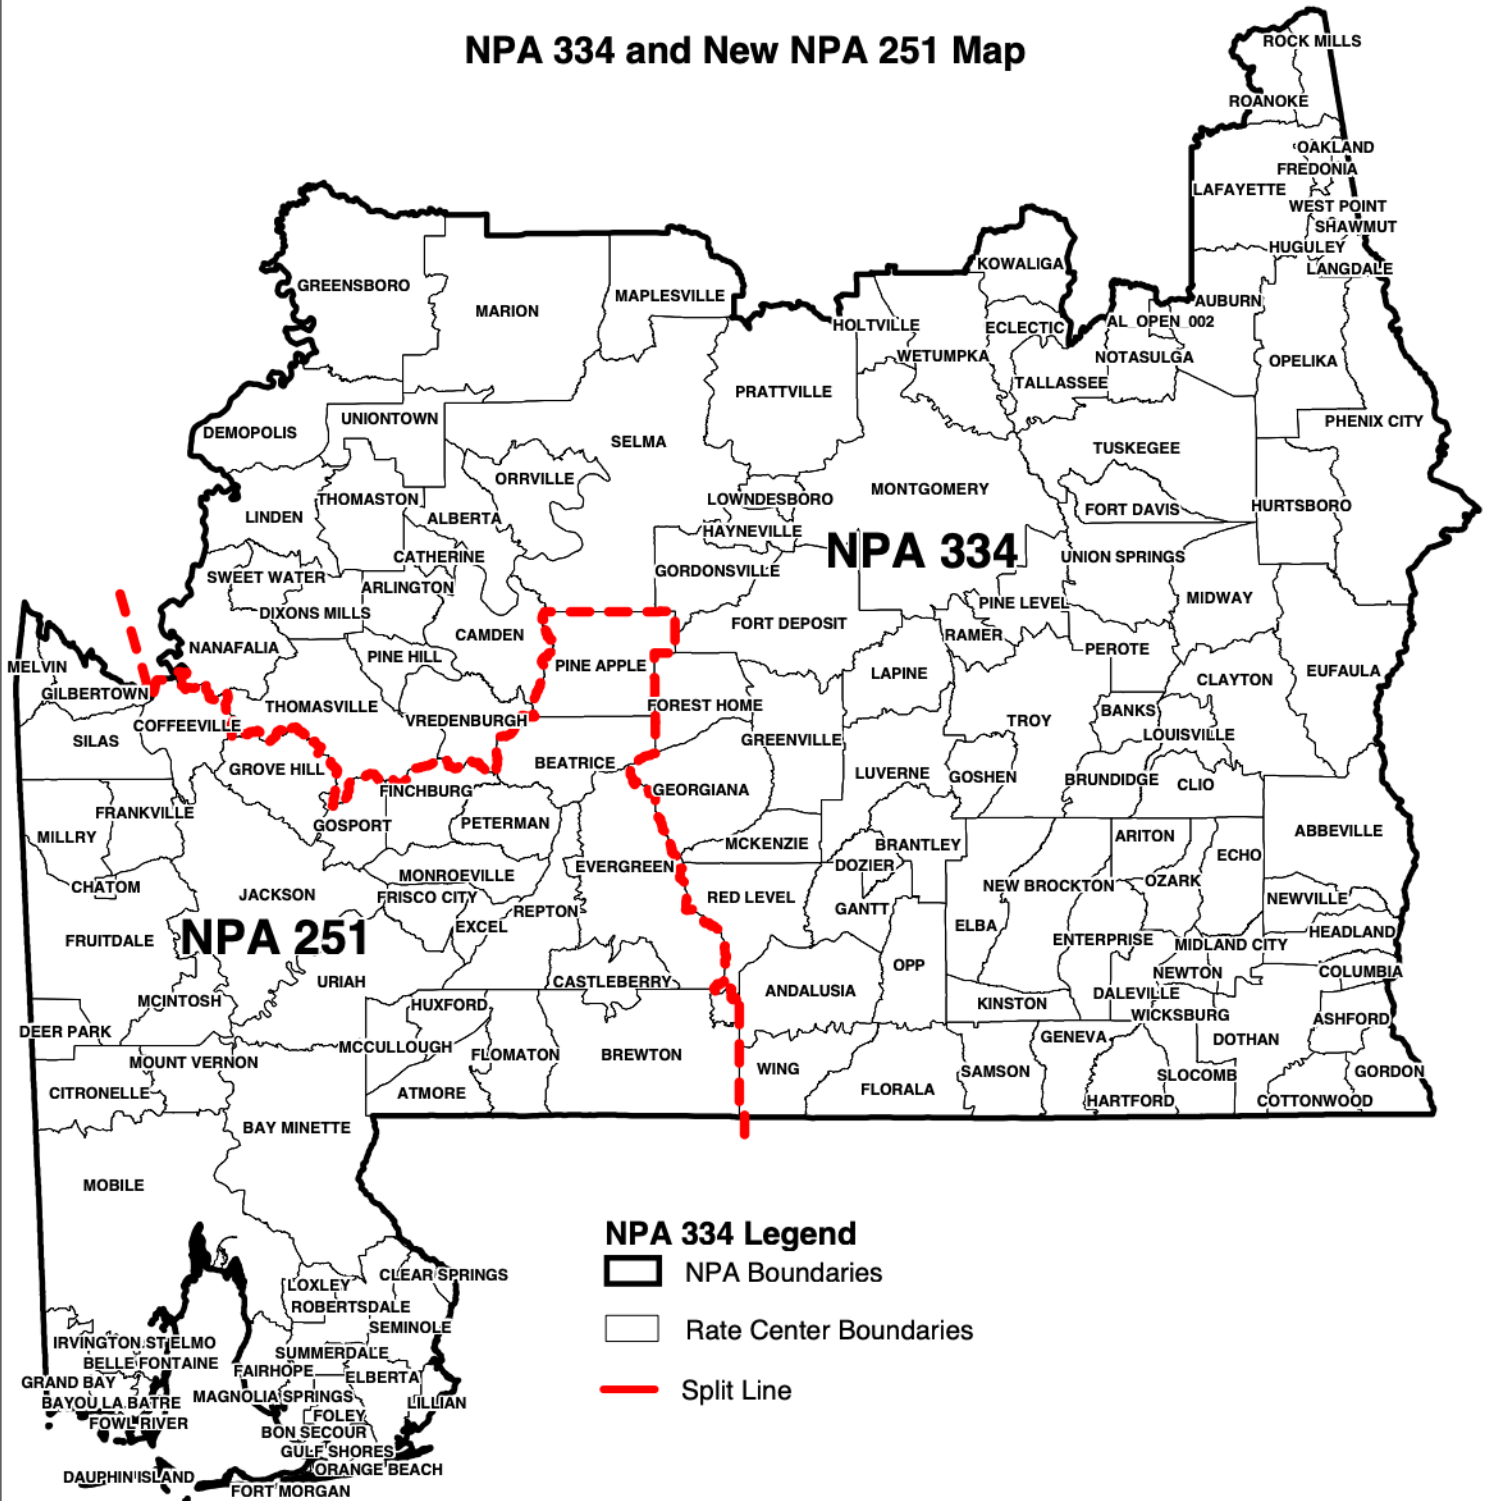 NPA 334 and New NPA 251 Map
ROCK MILLS
ROANOKE
OAKLAND
FREDONIA
LAFAYETTE
WEST POINT
SHAWMUT
HUGULEY
LANGDALE
KOWALIGA
GREENSBORO
MARION
MAPLESVILLE
AUBURN
HOLTVILLE
ECLECTIC
AL_OPEN_002
WETUMPKA
NOTASULGA
OPELIKA
TALLASSEE
PRATTVILLE
UNIONTOWN
PHENIX CITY
DEMOPOLIS
SELMA
TUSKEGEE
ORRVILLE
MONTGOMERY
THOMASTON
LOWNDESBORO
HURTSBORO
FORT DAVIS
LINDEN
ALBERTA
HAYNEVILLE
NPA 334
CATHERINE
UNION SPRINGS
GORDONSVILLE
SWEET WATER
ARLINGTON
MIDWAY
PINE LEVEL
DIXONS MILLS
FORT DEPOSIT
CAMDEN
RAMER
NANAFALIA
PEROTE
PINE HILL
MELVIN
PINE APPLE
LAPINE
EUFAULA
CLAYTON
GILBERTOWN
THOMASVILLE
FOREST HOME
BANKS
VREDENBURGH
TROY
COFFEEVILLE
LOUISVILLE
SILAS
GREENVILLE
BEATRICE
GROVE HILL
LUVERNE
GOSHEN
BRUNDIDGE
CLIO
FINCHBURG
GEORGIANA
FRANKVILLE
GOSPORT
PETERMAN
MILLRY
ABBEVILLE
ARITON
MCKENZIE
BRANTLEY
ECHO
EVERGREEN
DOZIER
MONROEVILLE
OZARK
CHATOM
NEW BROCKTON
JACKSON
FRISCO CITY
RED LEVEL
NEWVILLE
REPTON
GANTT
EXCEL
ELBA
HEADLAND
FRUITDALE
NPA 251
ENTERPRISE
MIDLAND CITY
OPP
COLUMBIA
NEWTON
URIAH
CASTLEBERRY
ANDALUSIA
DALEVILLE
MCINTOSH
HUXFORD
KINSTON
WICKSBURG
ASHFORD
DEER PARK
GENEVA
DOTHAN
MCCULLOUGH
FLOMATON
BREWTON
MOUNT VERNON
WING
SAMSON
GORDON
SLOCOMB
CITRONELLE
ATMORE
FLORALA
HARTFORD
COTTONWOOD
BAY MINETTE
MOBILE
NPA 334 Legend
NPA Boundaries
CLEAR SPRINGS
LOXLEY
ROBERTSDALE
SEMINOLE
Rate Center Boundaries
IRVINGTON ST ELMO
SUMMERDALE
BELLE FONTAINE
FAIRHOPE
ELBERTA
GRAND BAY
Split Line
MAGNOLIA SPRINGS
BAYOU LA BATRE
LILLIAN
FOLEY
FOWL RIVER
BON SECOUR
GULF SHORES
ORANGE BEACH
DAUPHIN ISLAND
FORT MORGAN